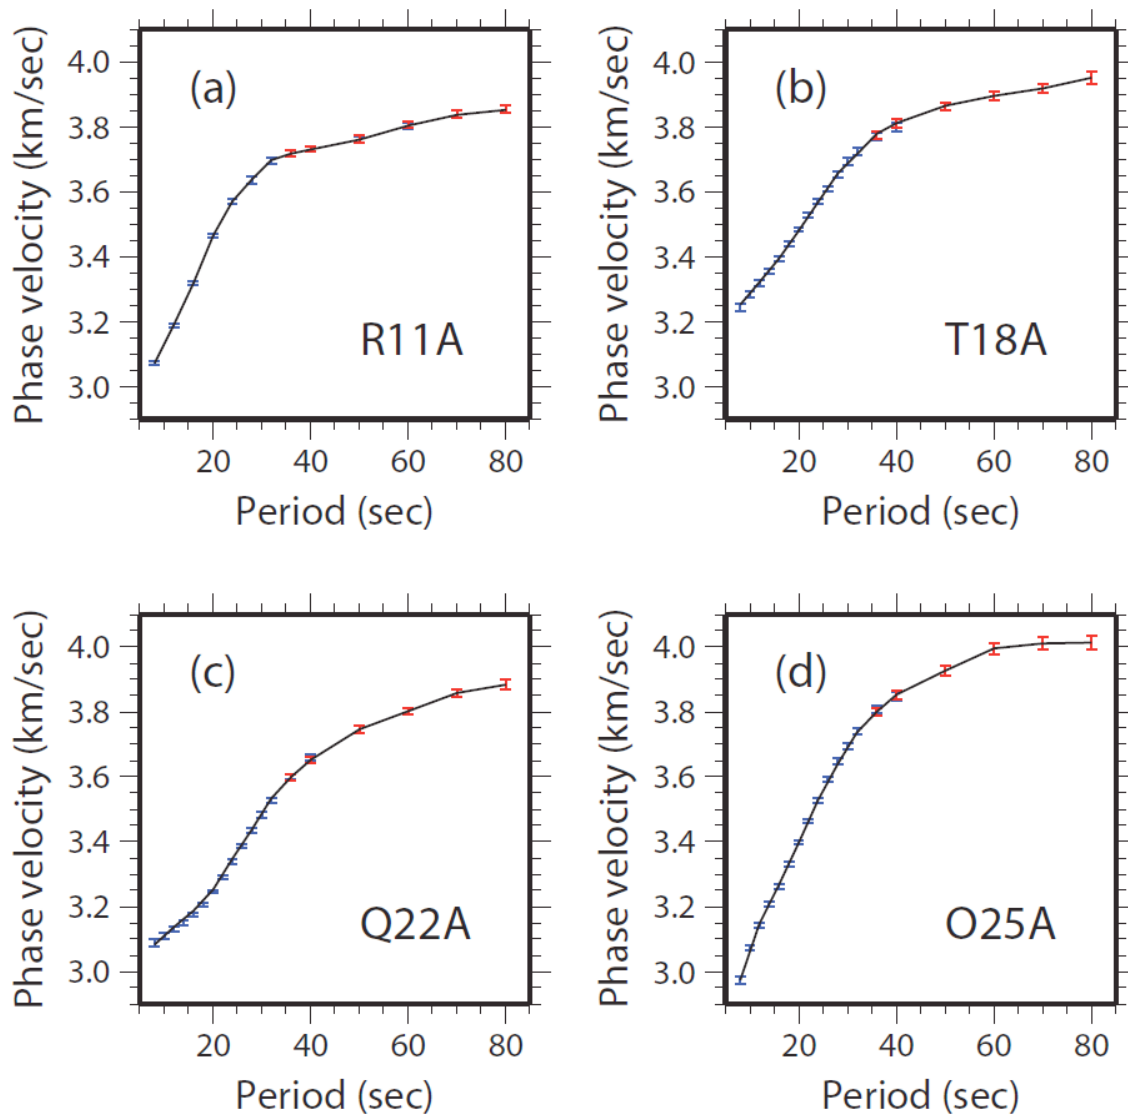 Phase velocity (km/sec)
4.0
3.8
3.6
3.4
3.2
3.0
(a)
R11A
20 40 60 80
Period (sec)
Phase velocity (km/sec)
4.0
3.8
3.6
3.4
3.2
3.0
(b)
T18A
20 40 60 80
Period (sec)
Phase velocity (km/sec)
4.0
3.8
3.6
3.4
3.2
3.0
(c)
Q22A
20 40 60 80
Period (sec)
Phase velocity (km/sec)
4.0
3.8
3.6
3.4
3.2
3.0
(d)
O25A
20 40 60 80
Period (sec)